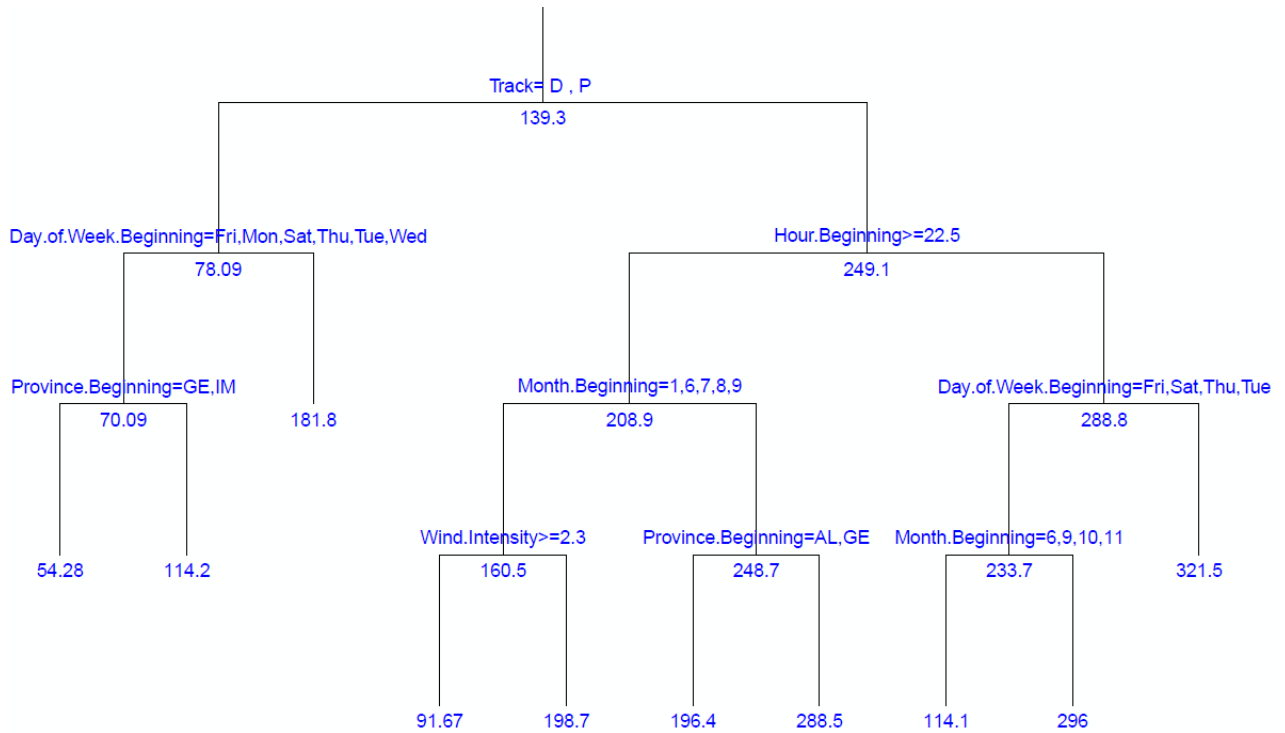 Track= D , P
139.3
Day.of.Week.Beginning=Fri,Mon,Sat,Thu,Tue,Wed
78.09
Hour.Beginning>=22.5
249.1
Province.Beginning=GE,IM
70.09
181.8
Month.Beginning=1,6,7,8,9
208.9
Day.of.Week.Beginning=Fri,Sat,Thu,Tue
288.8
54.28
114.2
Wind.Intensity>=2.3
160.5
Province.Beginning=AL,GE
248.7
Month.Beginning=6,9,10,11
233.7
321.5
91.67
198.7
196.4
288.5
114.1
296